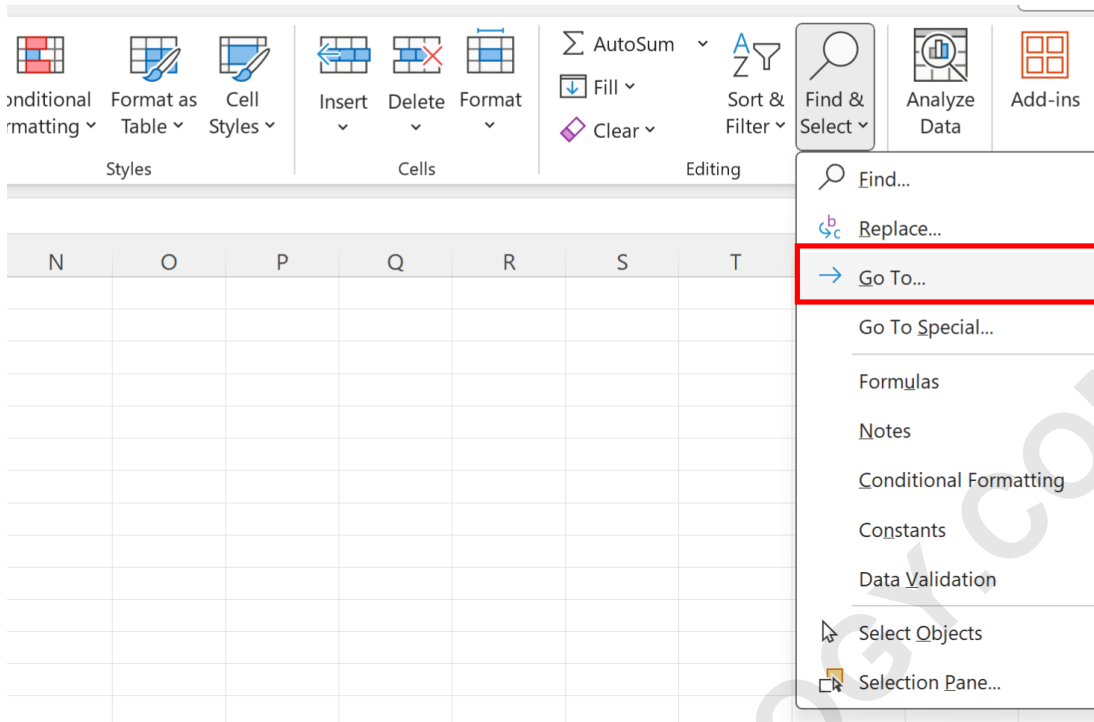 onditional Format as Cell Insert Delete Format AutoSum Sort & Find & Analyze Add-ins
rmatting Table Styles Fill Filter Select Data
Clear
Styles Cells Editing
Find...
Replace...
N O P Q R S T
Go To...
Go To Special...
Formulas
Notes
Conditional Formatting
Constants
Data Validation
Select Objects
Selection Pane...
OGY.CO